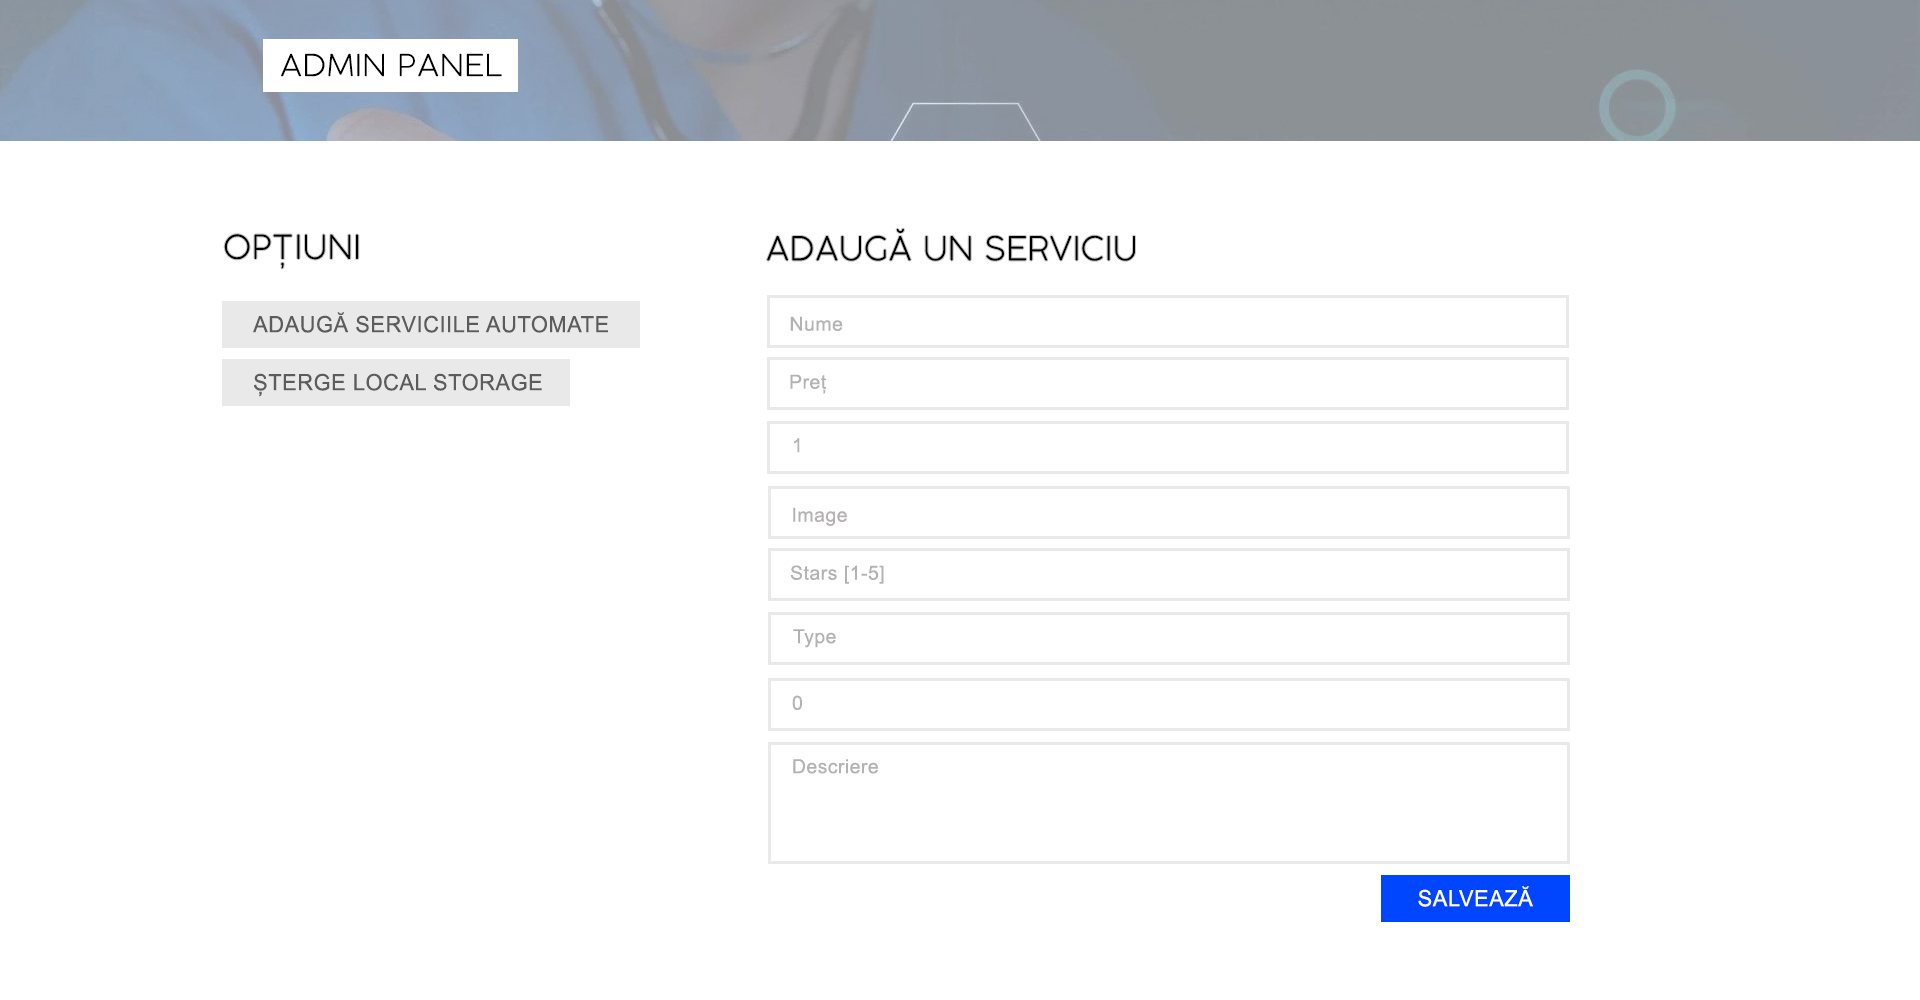 ADMIN PANEL
OPȚIUNI
ADAUGĂ SERVICIILE AUTOMATE
ȘTERGE LOCAL STORAGE
ADAUGĂ UN SERVICIU
Nume
Preț
1
Image
Stars [1-5]
Type
0
Descriere
SALVEAZĂ